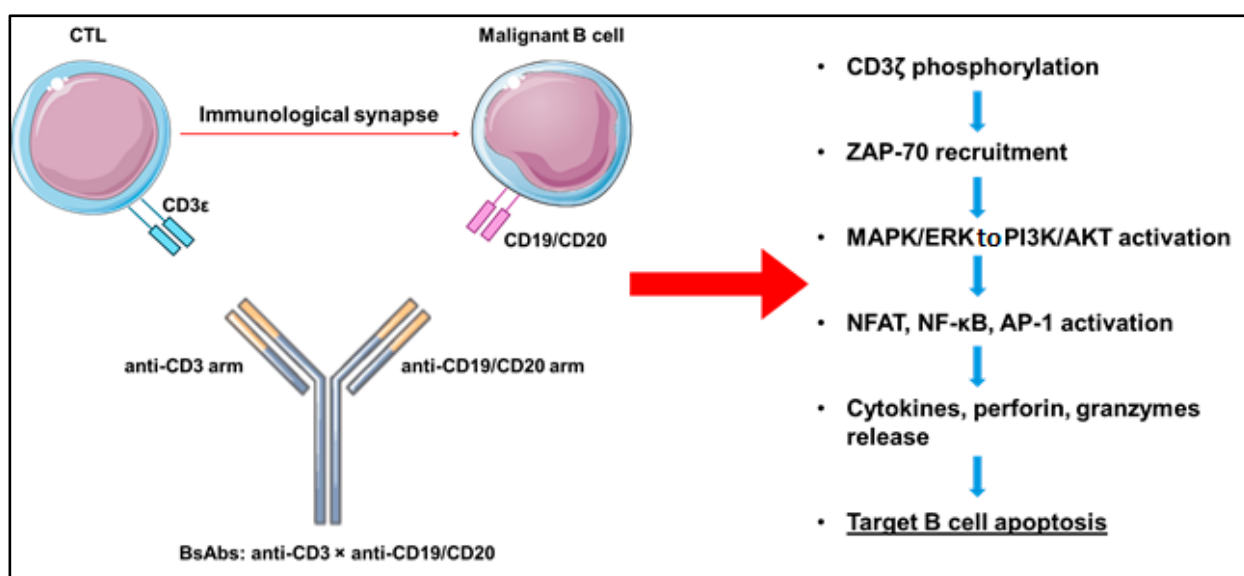 CTL
Malignant B cell
Immunological synapse
CD3ε
CD19/CD20
anti-CD3 arm
anti-CD19/CD20 arm
BsAbs: anti-CD3 × anti-CD19/CD20
• CD3ζ phosphorylation
• ZAP-70 recruitment
• MAPK/ERK to PI3K/AKT activation
• NFAT, NF-κB, AP-1 activation
• Cytokines, perforin, granzymes
release
• Target B cell apoptosis